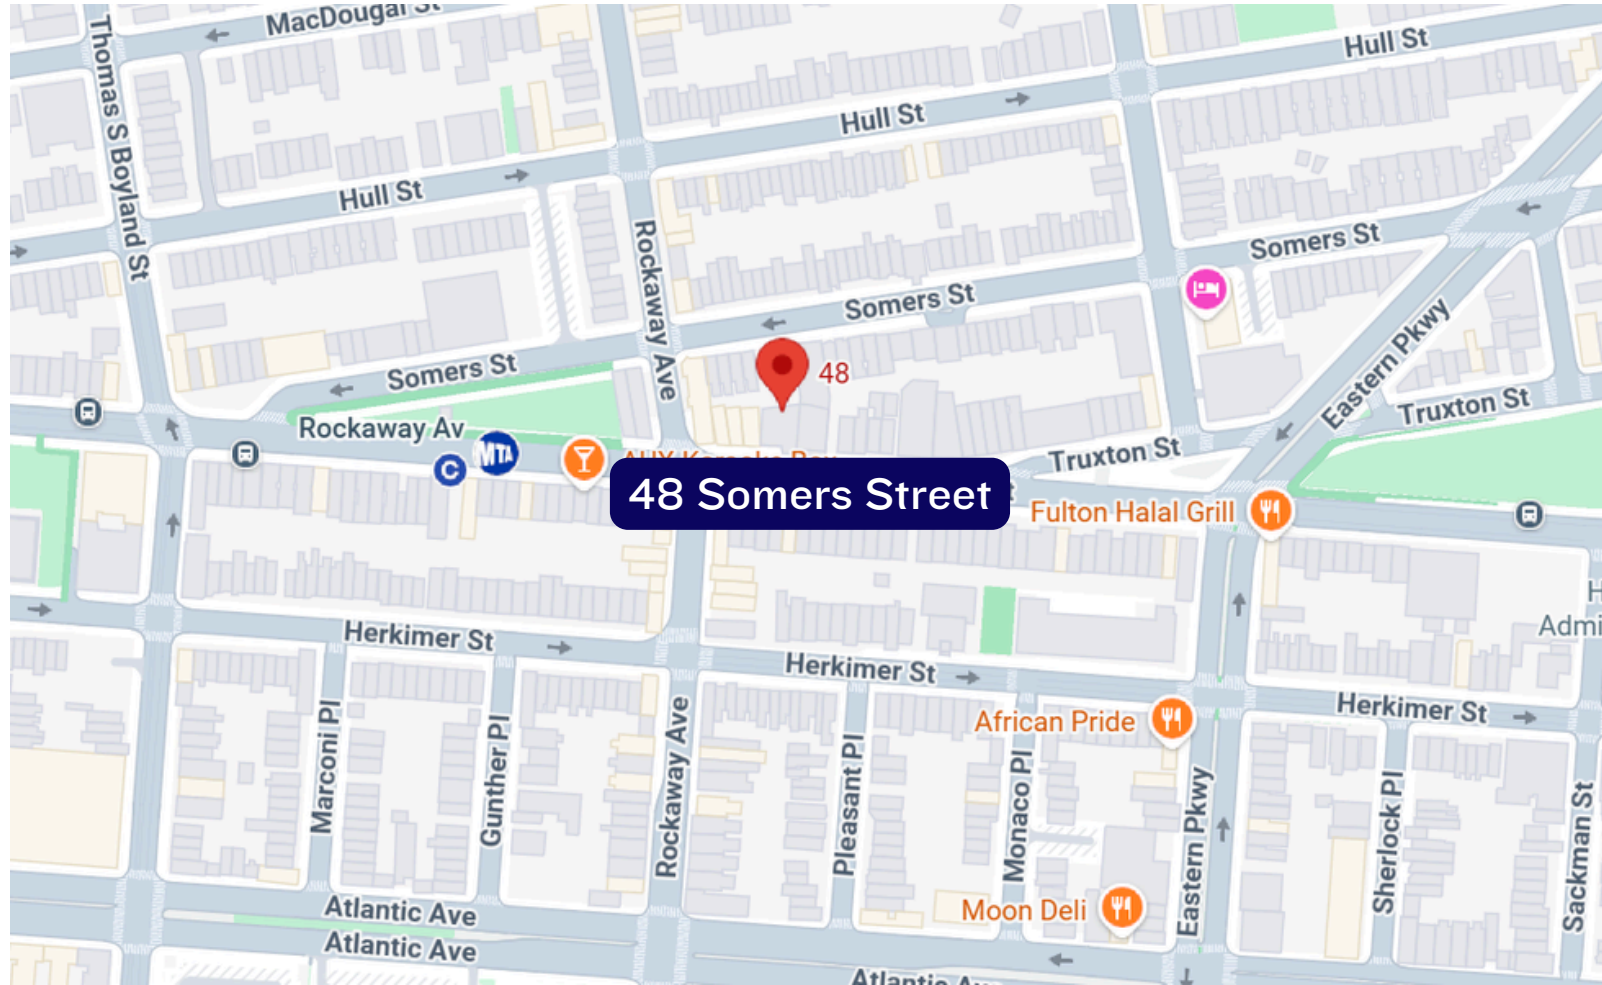 MacDougal St
Thomas S Boyland St
Hull St
Hull St
Hull St
Rockaway Ave
Somers St
Somers St
Somers St
48
Eastern Pkwy
Truxton St
Truxton St
Rockaway Av
C
MTA
48 Somers Street
Fulton Halal Grill
Herkimer St
Herkimer St
Herkimer St
African Pride
Marconi Pl
Gunther Pl
Rockaway Ave
Pleasant Pl
Monaco Pl
Eastern Pkwy
Sherlock Pl
Sackman St
Moon Deli
Atlantic Ave
Atlantic Ave